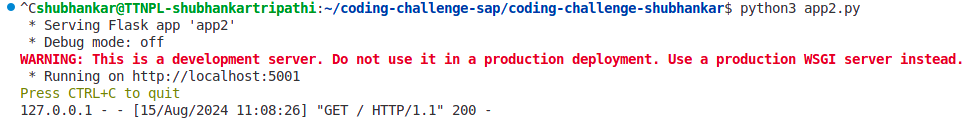 ^Cshubhankar@TTNPL-shubhankartripathi:~/coding-challenge-sap/coding-challenge-shubhankar$ python3 app2.py
 * Serving Flask app 'app2'
 * Debug mode: off
WARNING: This is a development server. Do not use it in a production deployment. Use a production WSGI server instead.
 * Running on http://localhost:5001
Press CTRL+C to quit
127.0.0.1 - - [15/Aug/2024 11:08:26] "GET / HTTP/1.1" 200 -